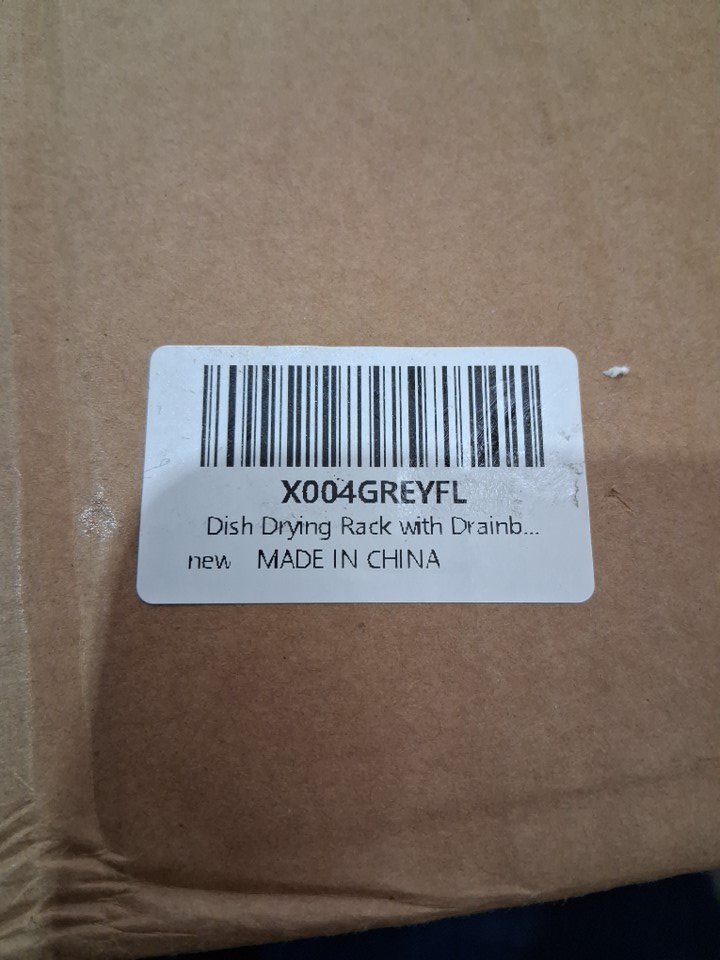 X004GREYFL
Dish Drying Rack with Drainb...
new MADE IN CHINA